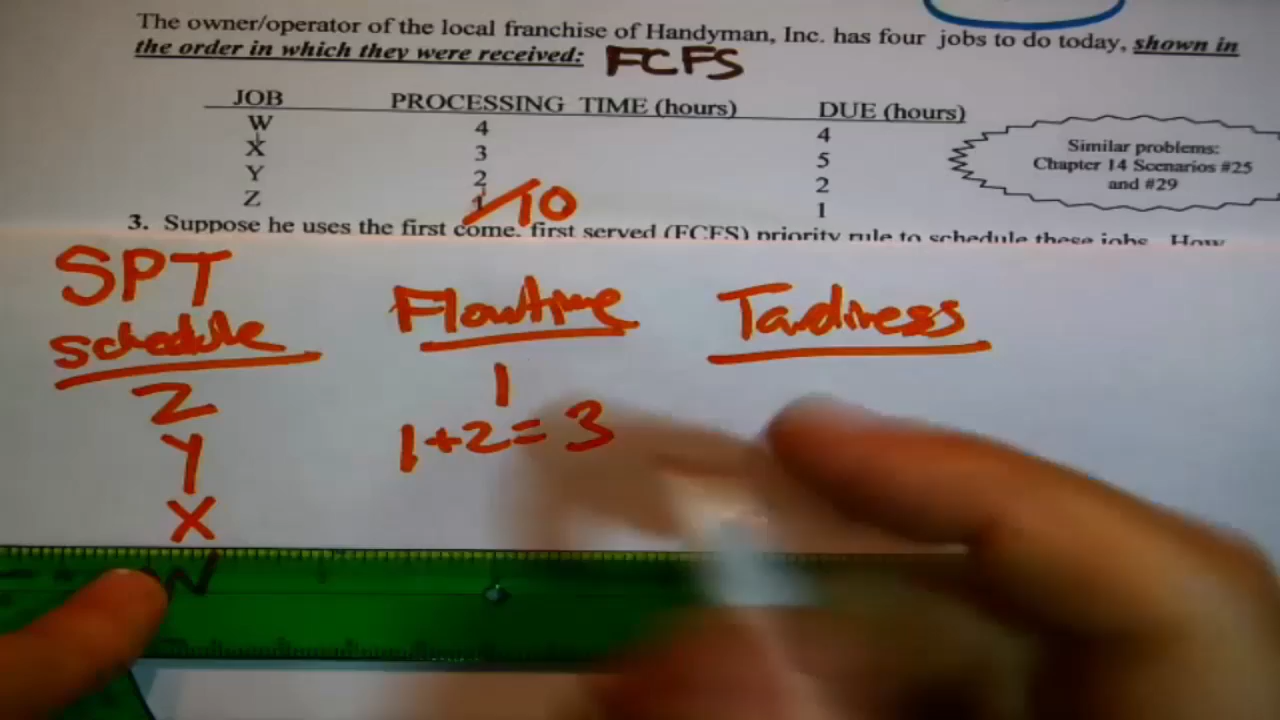 The owner/operator of the local franchise of Handyman, Inc. has four jobs to do today, shown in
the order in which they were received: FCFS
JOB PROCESSING TIME (hours) DUE (hours)
W 4 4
X 3 5
Y 2 2
Z 1 10 1
Similar problems:
Chapter 14 Scenarios #25
and #29
3. Suppose he uses the first come, first served (FCFS) priority rule to schedule these jobs. How
SPT
Schedule Flowtime Tardiness
Z 1
Y 1+2=3
X
W